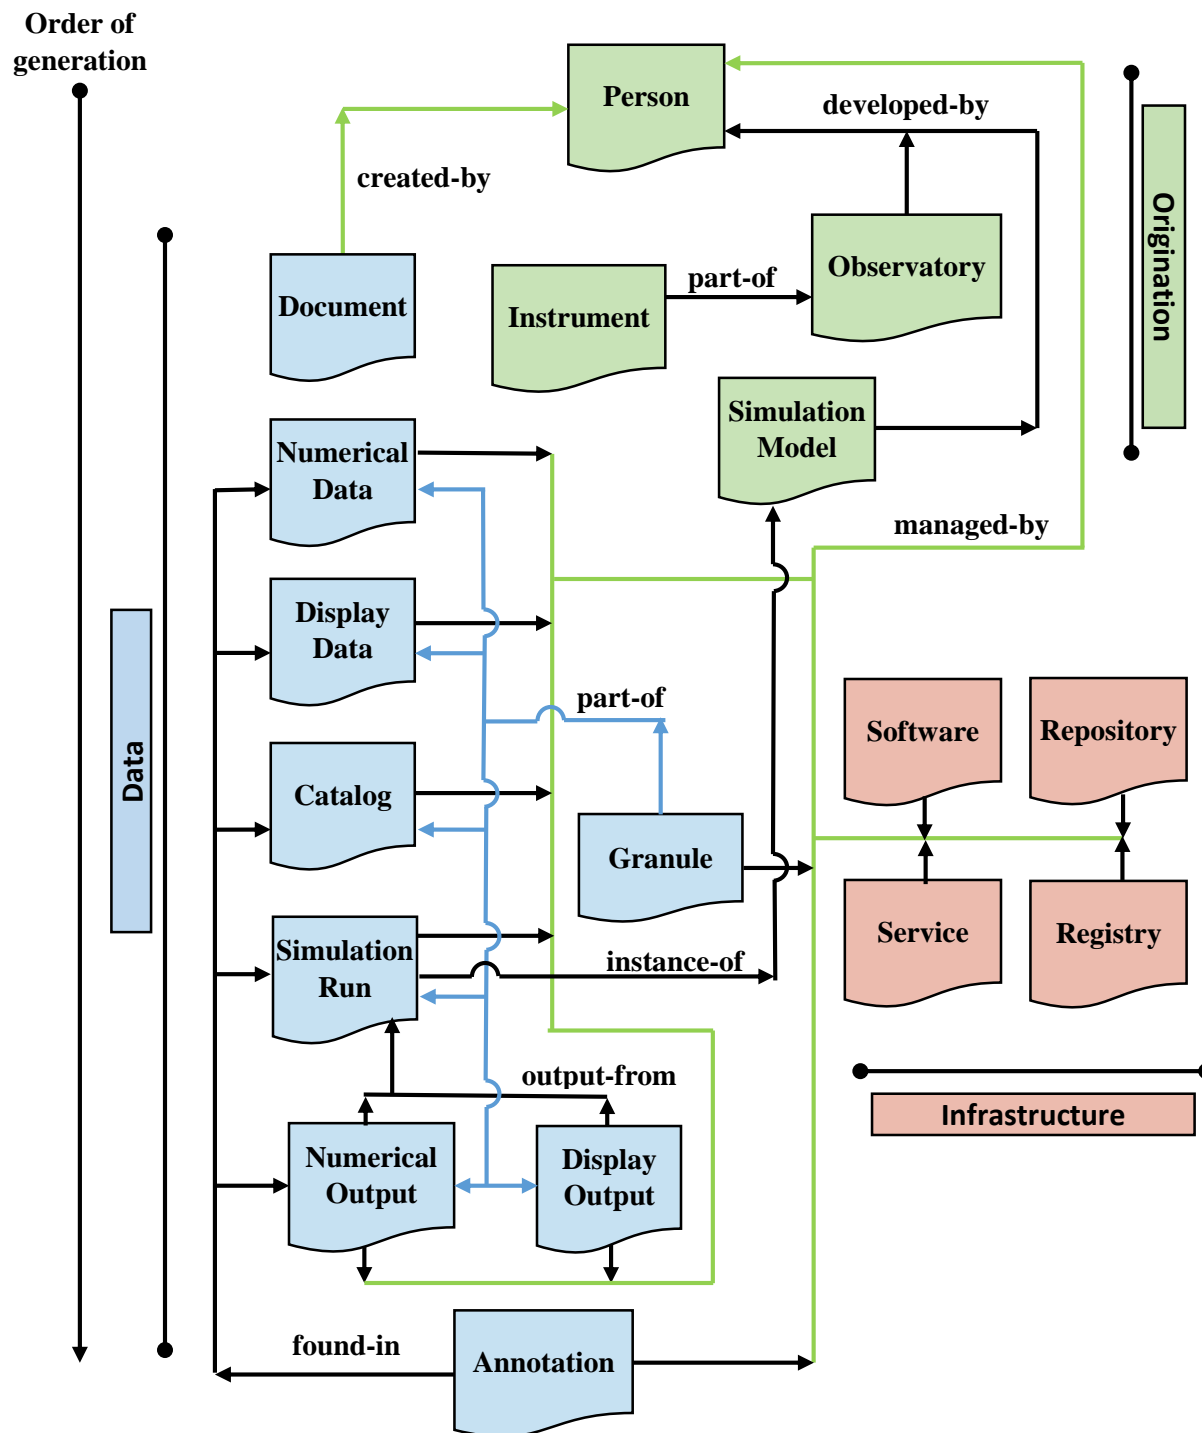 Order of
generation
Person
developed-by
created-by
Origination
Document
Instrument
part-of
Observatory
Simulation
Model
Numerical
Data
managed-by
Display
Data
part-of
Software
Repository
Data
Catalog
Granule
Service
Registry
Simulation
Run
instance-of
output-from
Infrastructure
Numerical
Output
Display
Output
found-in
Annotation